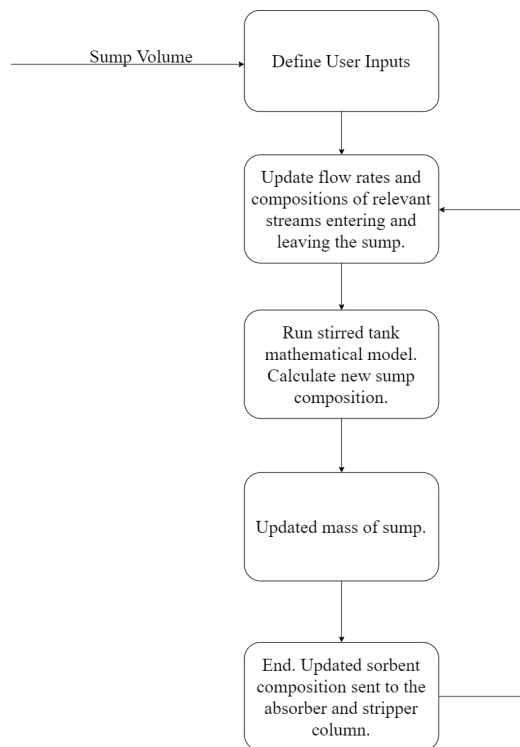 Sump Volume
Define User Inputs
Update flow rates and
compositions of relevant
streams entering and
leaving the sump.
Run stirred tank
mathematical model.
Calculate new sump
composition.
Updated mass of sump.
End. Updated sorbent
composition sent to the
absorber and stripper
column.